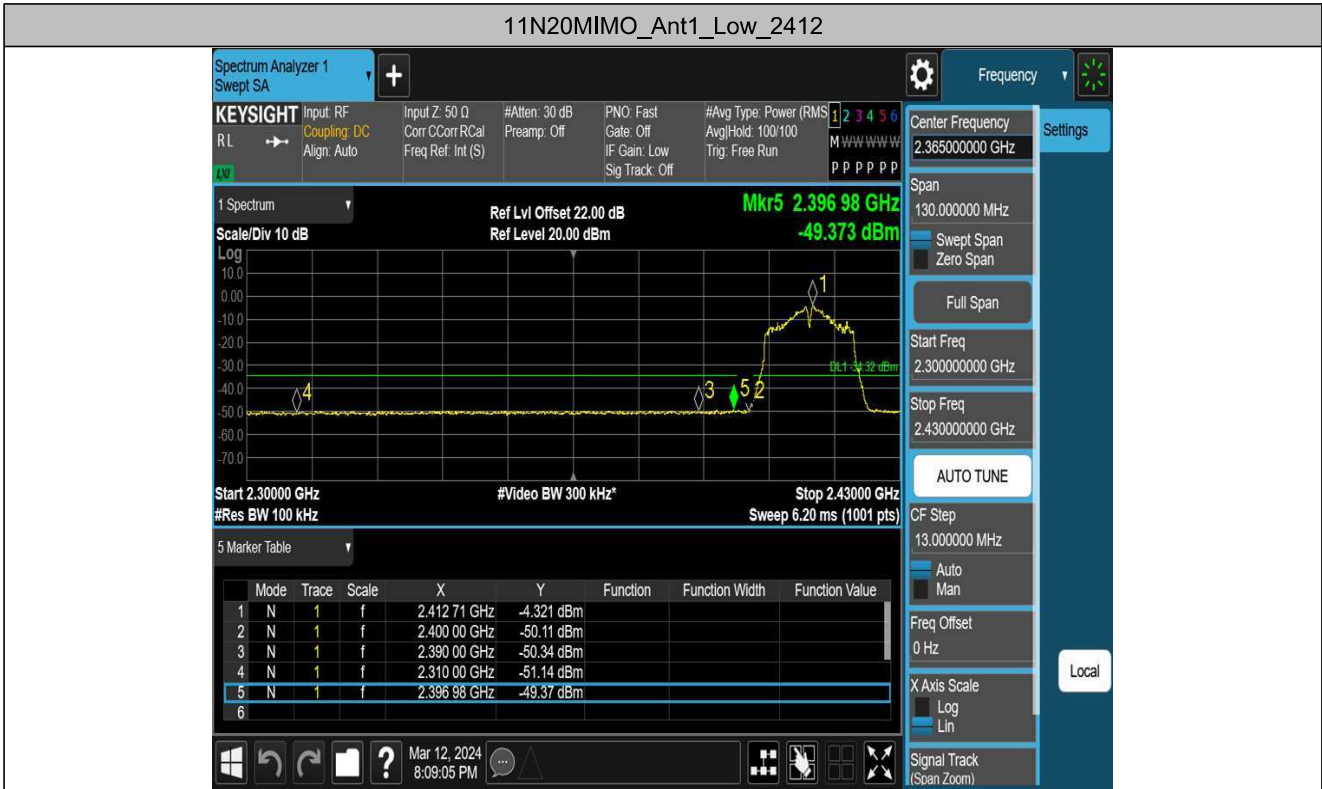 11N20MIMO_Ant1_Low_2412
Spectrum Analyzer 1
Swept SA
+
Frequency
KEYSIGHT
RL
LXI
Input: RF
Coupling: DC
Align: Auto
Input Z: 50 Ω
Corr CCorr RCal
Freq Ref: Int (S)
#Atten: 30 dB
Preamp: Off
PNO: Fast
Gate: Off
IF Gain: Low
Sig Track: Off
#Avg Type: Power (RMS
Avg|Hold: 100/100
Trig: Free Run
1 2 3 4 5 6
M W W W W W
P P P P P P
Center Frequency
2.365000000 GHz
Settings
Span
130.000000 MHz
Swept Span
Zero Span
Full Span
Start Freq
2.300000000 GHz
Stop Freq
2.430000000 GHz
AUTO TUNE
CF Step
13.000000 MHz
Auto
Man
Freq Offset
0 Hz
X Axis Scale
Log
Lin
Signal Track
(Span Zoom)
Local
1 Spectrum
Scale/Div 10 dB
Ref Lvl Offset 22.00 dB
Ref Level 20.00 dBm
Mkr5 2.396 98 GHz
-49.373 dBm
Log
10.0
0.00
-10.0
-20.0
-30.0
-40.0
-50.0
-60.0
-70.0
1
DL1 -34.32 dBm
4
3
5
2
Start 2.30000 GHz
#Res BW 100 kHz
#Video BW 300 kHz*
Stop 2.43000 GHz
Sweep 6.20 ms (1001 pts)
5 Marker Table
Mode Trace Scale X Y Function Function Width Function Value
1 N 1 f 2.412 71 GHz -4.321 dBm
2 N 1 f 2.400 00 GHz -50.11 dBm
3 N 1 f 2.390 00 GHz -50.34 dBm
4 N 1 f 2.310 00 GHz -51.14 dBm
5 N 1 f 2.396 98 GHz -49.37 dBm
6
?
Mar 12, 2024
8:09:05 PM